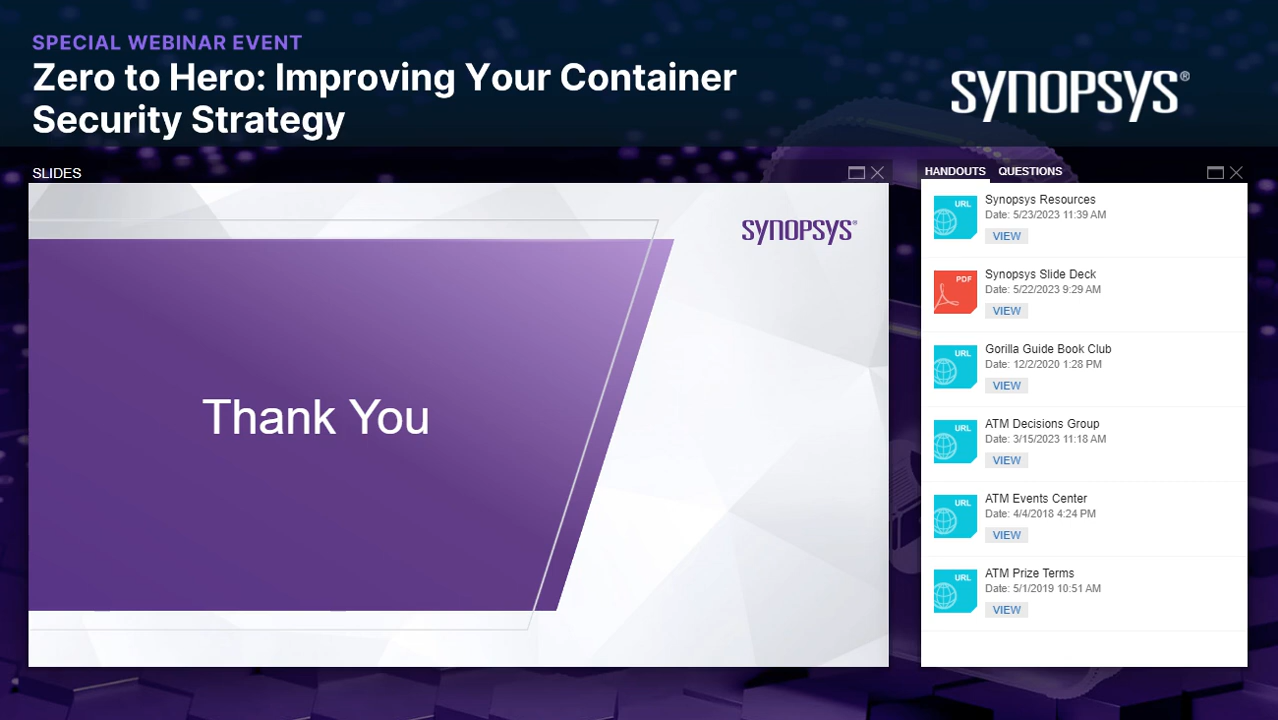 SPECIAL WEBINAR EVENT
Zero to Hero: Improving Your Container
Security Strategy
SYNOPSYS®
SLIDES
SYNOPSYS®
Thank You
HANDOUTS QUESTIONS
URL
Synopsys Resources
Date: 5/23/2023 11:39 AM
VIEW
PDF
Synopsys Slide Deck
Date: 5/22/2023 9:29 AM
VIEW
URL
Gorilla Guide Book Club
Date: 12/2/2020 1:28 PM
VIEW
URL
ATM Decisions Group
Date: 3/15/2023 11:18 AM
VIEW
URL
ATM Events Center
Date: 4/4/2018 4:24 PM
VIEW
URL
ATM Prize Terms
Date: 5/1/2019 10:51 AM
VIEW